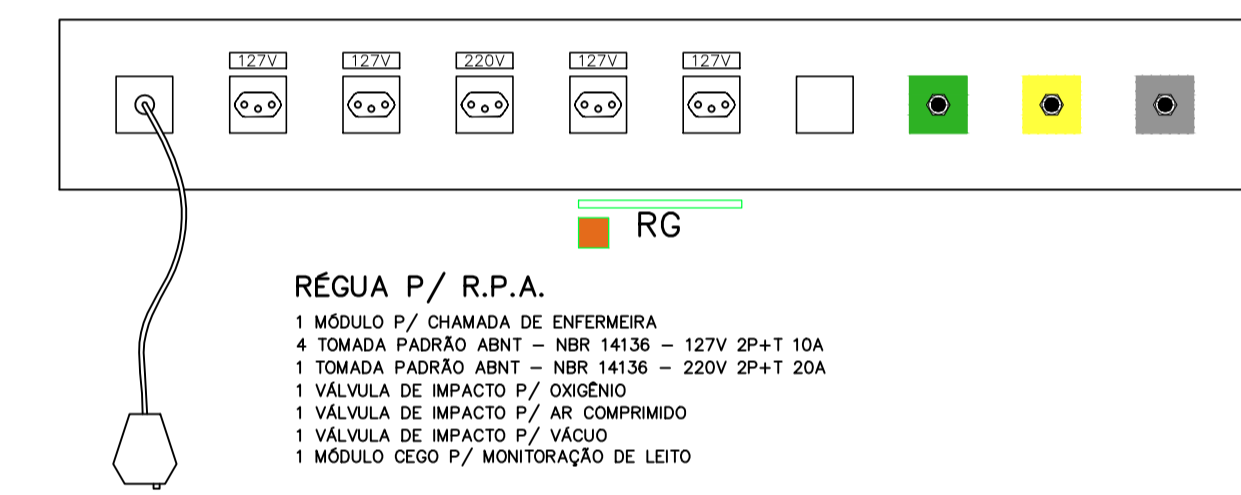 127V 127V 220V 127V 127V
RG
RÉGUA P/ R.P.A.
1 MÓDULO P/ CHAMADA DE ENFERMEIRA
4 TOMADA PADRÃO ABNT – NBR 14136 – 127V 2P+T 10A
1 TOMADA PADRÃO ABNT – NBR 14136 – 220V 2P+T 20A
1 VÁLVULA DE IMPACTO P/ OXIGÊNIO
1 VÁLVULA DE IMPACTO P/ AR COMPRIMIDO
1 VÁLVULA DE IMPACTO P/ VÁCUO
1 MÓDULO CEGO P/ MONITORAÇÃO DE LEITO